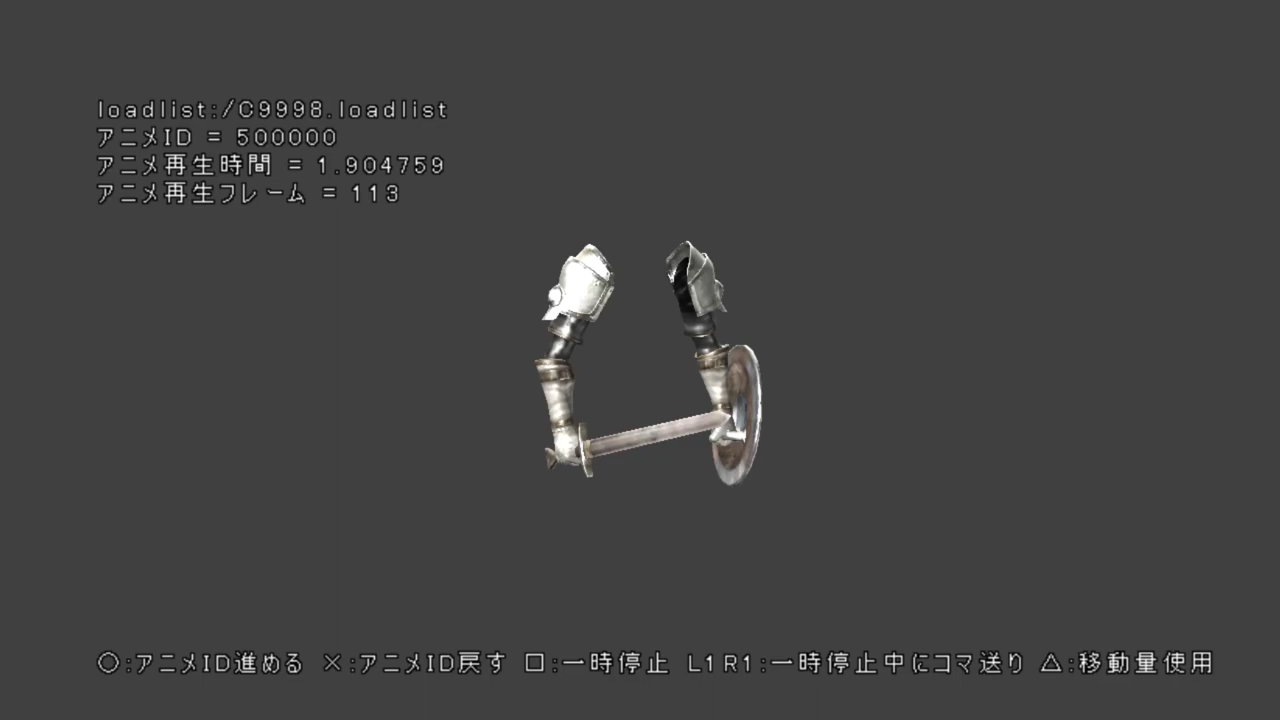 loadlist:/C9998.loadlist
アニメID = 500000
アニメ再生時間 = 1.904759
アニメ再生フレーム = 113
○:アニメID進める ×:アニメID戻す □:一時停止 L1R1:一時停止中にコマ送り △:移動量使用